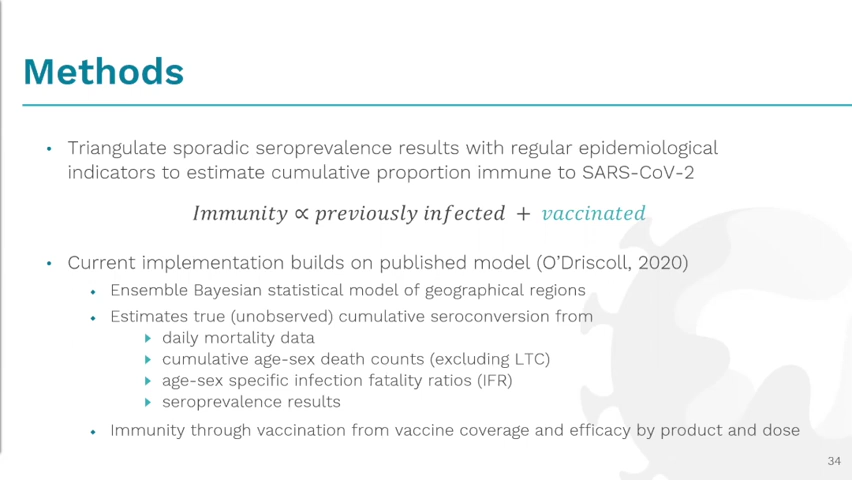 Methods
• Triangulate sporadic seroprevalence results with regular epidemiological
indicators to estimate cumulative proportion immune to SARS-CoV-2
Immunity ∝ previously infected + vaccinated
• Current implementation builds on published model (O'Driscoll, 2020)
⬩ Ensemble Bayesian statistical model of geographical regions
⬩ Estimates true (unobserved) cumulative seroconversion from
▶ daily mortality data
▶ cumulative age-sex death counts (excluding LTC)
▶ age-sex specific infection fatality ratios (IFR)
▶ seroprevalence results
⬩ Immunity through vaccination from vaccine coverage and efficacy by product and dose
34